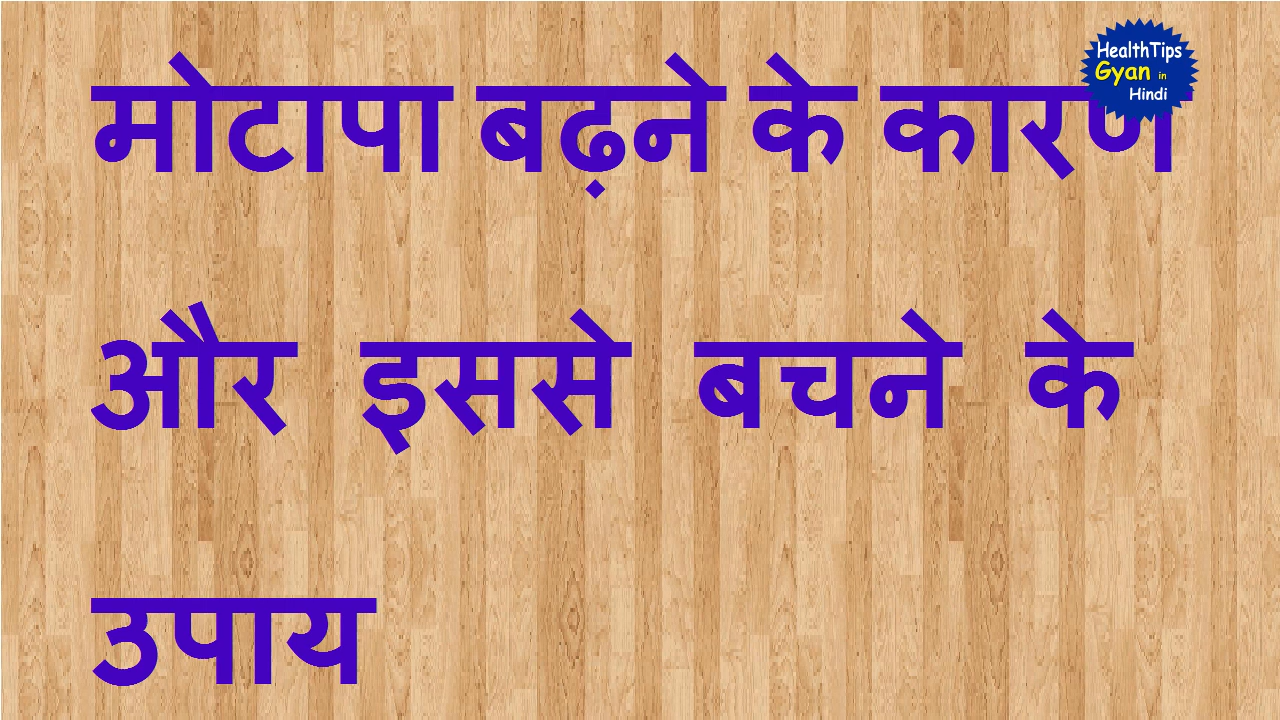 HealthTips
Gyan in
Hindi
मोटापा बढ़ने के कारण
और इससे बचने के
उपाय